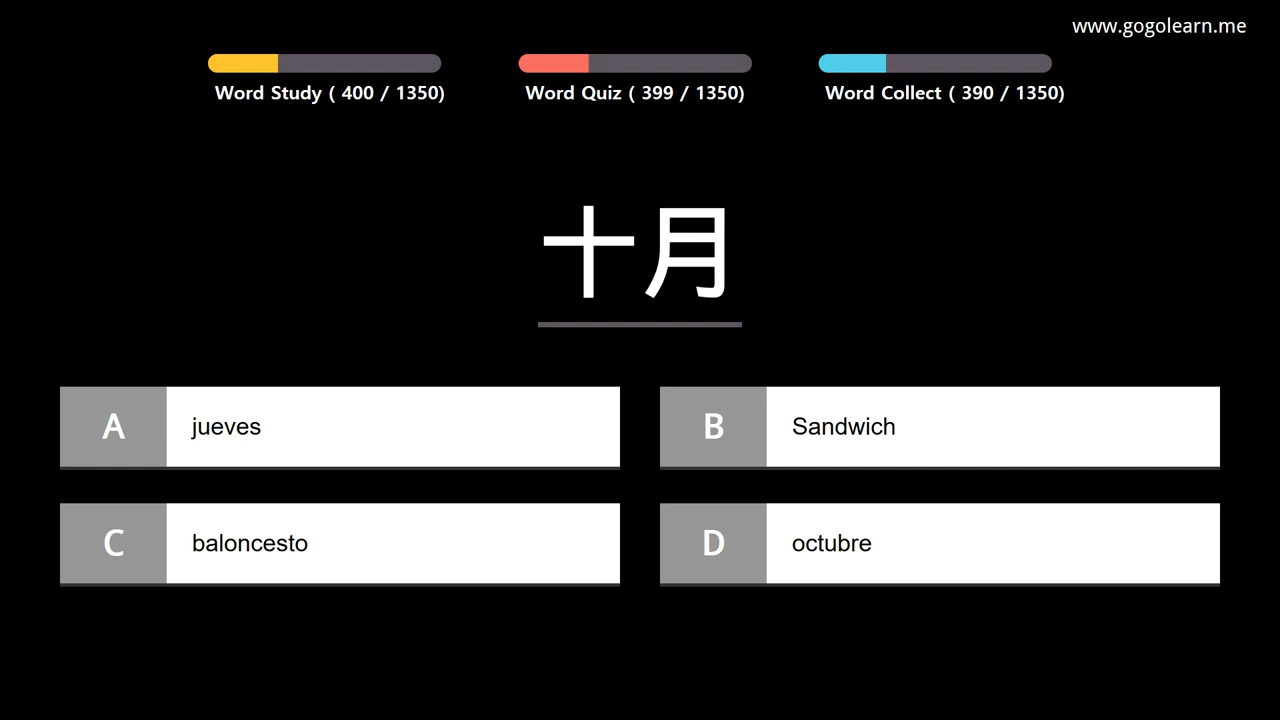 www.gogolearn.me
Word Study ( 400 / 1350)
Word Quiz ( 399 / 1350)
Word Collect ( 390 / 1350)
十月
A jueves
B Sandwich
C baloncesto
D octubre